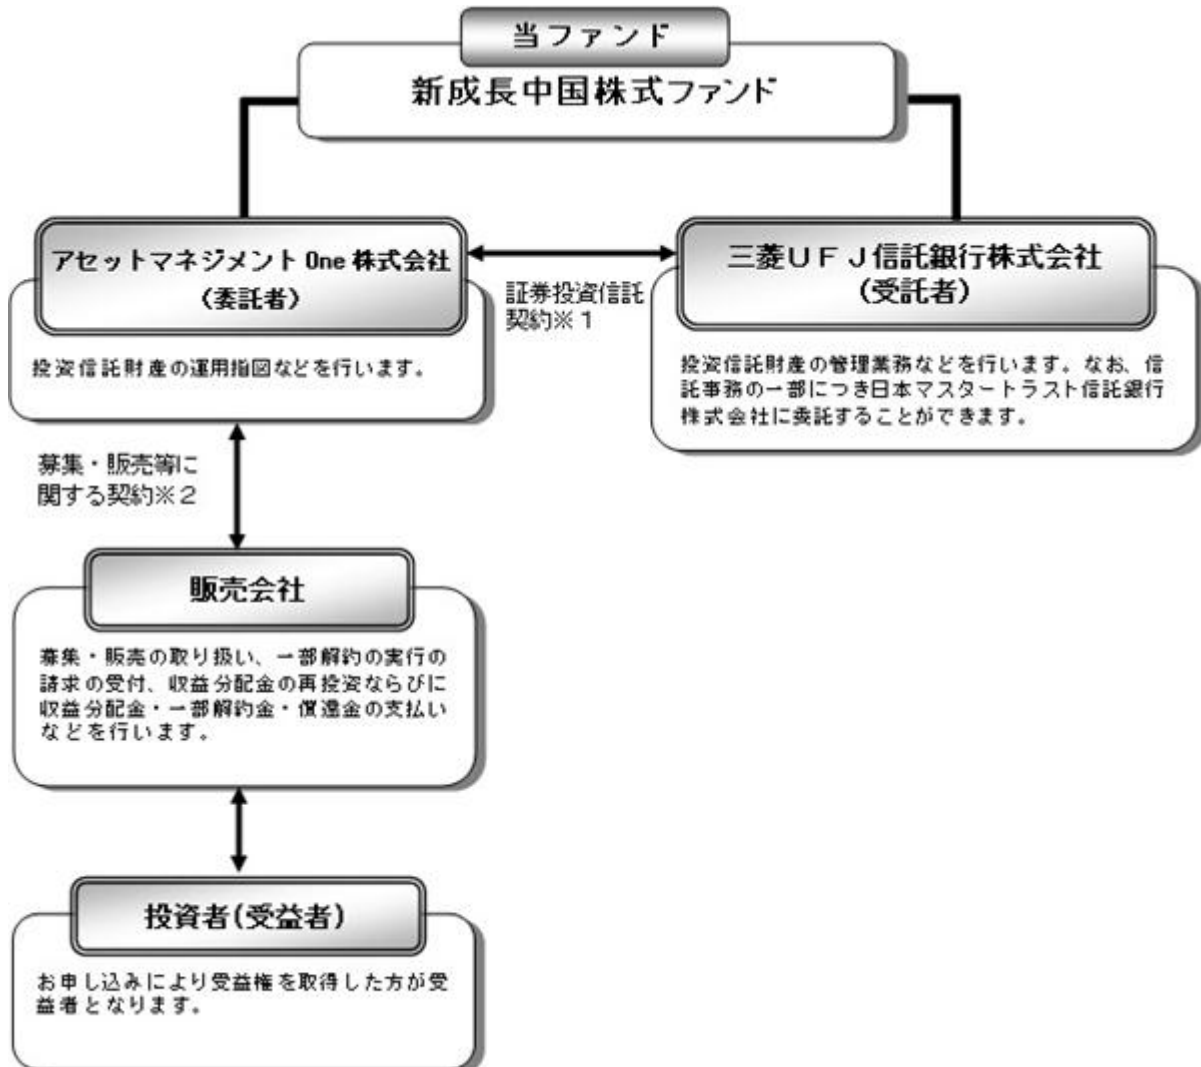 当ファンド
新成長中国株式ファンド
アセットマネジメント One 株式会社
（委託者）
投資信託財産の運用指図などを行います。
証券投資信託
契約※１
三菱ＵＦＪ信託銀行株式会社
（受託者）
投資信託財産の管理業務などを行います。なお、信
託事務の一部につき日本マスタートラスト信託銀行
株式会社に委託することができます。
募集・販売等に
関する契約※２
販売会社
募集・販売の取り扱い、一部解約の実行の
請求の受付、収益分配金の再投資ならびに
収益分配金・一部解約金・償還金の支払い
などを行います。
投資者（受益者）
お申し込みにより受益権を取得した方が受
益者となります。